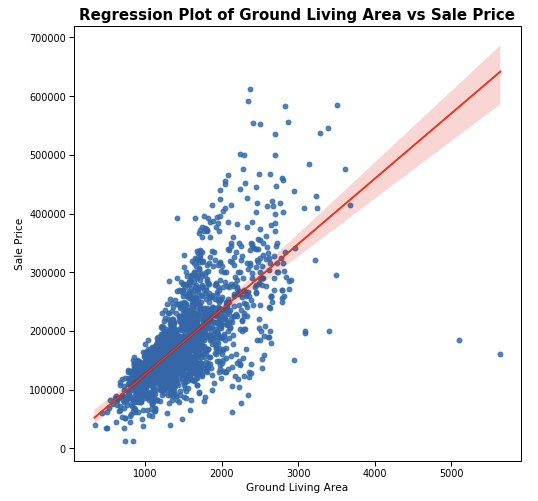 Regression Plot of Ground Living Area vs Sale Price
700000
600000
500000
400000
300000
200000
100000
0
Sale Price
1000 2000 3000 4000 5000
Ground Living Area